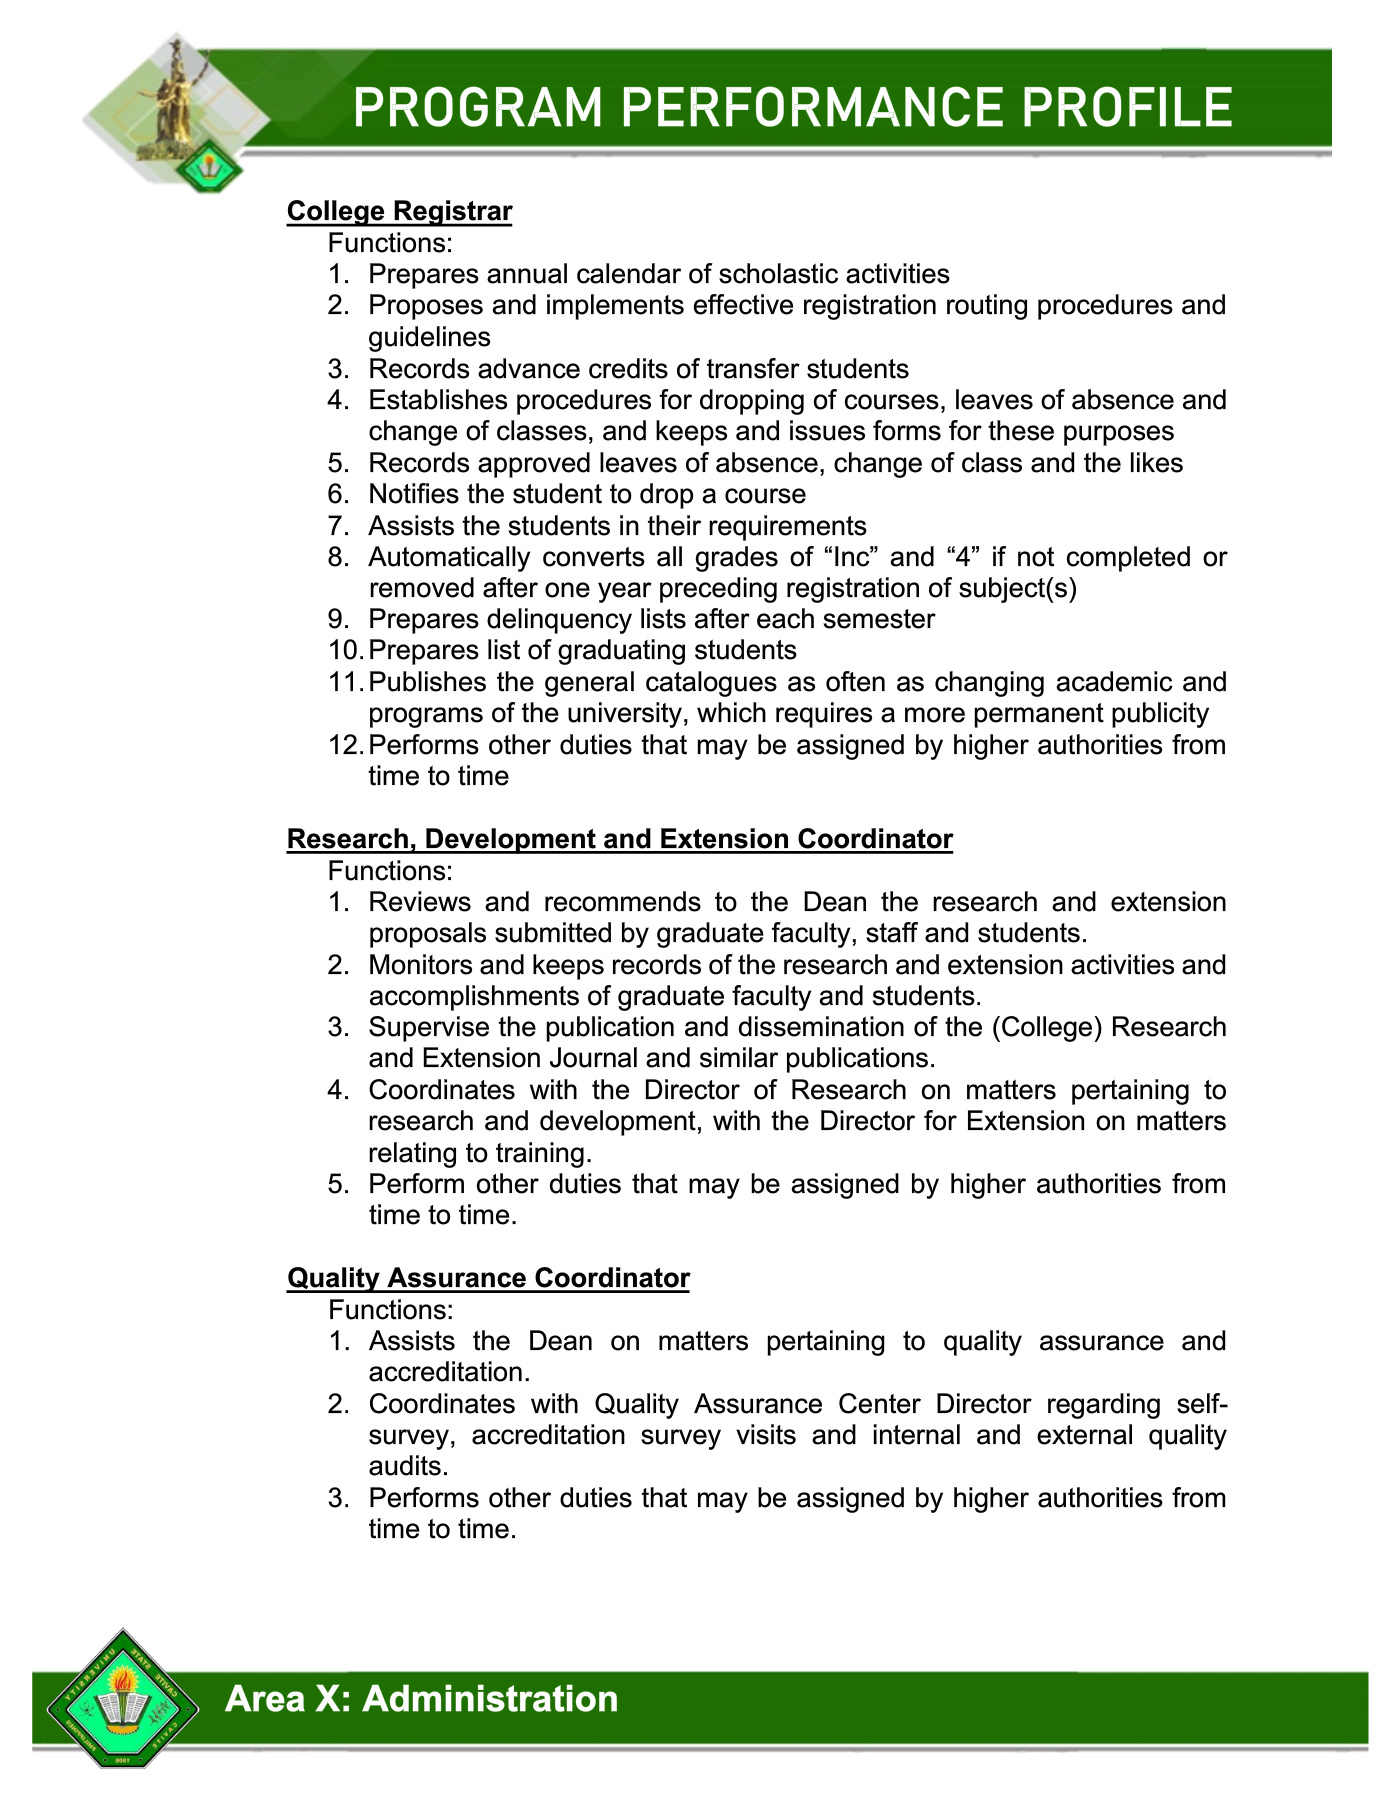 PROGRAM PERFORMANCE PROFILE
College Registrar
Functions:
1. Prepares annual calendar of scholastic activities
2. Proposes and implements effective registration routing procedures and
guidelines
3. Records advance credits of transfer students
4. Establishes procedures for dropping of courses, leaves of absence and
change of classes, and keeps and issues forms for these purposes
5. Records approved leaves of absence, change of class and the likes
6. Notifies the student to drop a course
7. Assists the students in their requirements
8. Automatically converts all grades of “Inc” and “4” if not completed or
removed after one year preceding registration of subject(s)
9. Prepares delinquency lists after each semester
10. Prepares list of graduating students
11. Publishes the general catalogues as often as changing academic and
programs of the university, which requires a more permanent publicity
12. Performs other duties that may be assigned by higher authorities from
time to time
Research, Development and Extension Coordinator
Functions:
1. Reviews and recommends to the Dean the research and extension
proposals submitted by graduate faculty, staff and students.
2. Monitors and keeps records of the research and extension activities and
accomplishments of graduate faculty and students.
3. Supervise the publication and dissemination of the (College) Research
and Extension Journal and similar publications.
4. Coordinates with the Director of Research on matters pertaining to
research and development, with the Director for Extension on matters
relating to training.
5. Perform other duties that may be assigned by higher authorities from
time to time.
Quality Assurance Coordinator
Functions:
1. Assists the Dean on matters pertaining to quality assurance and
accreditation.
2. Coordinates with Quality Assurance Center Director regarding self-
survey, accreditation survey visits and internal and external quality
audits.
3. Performs other duties that may be assigned by higher authorities from
time to time.
CAVITE STATE UNIVERSITY
CAVITE
PHILIPPINES
1906
Area X: Administration